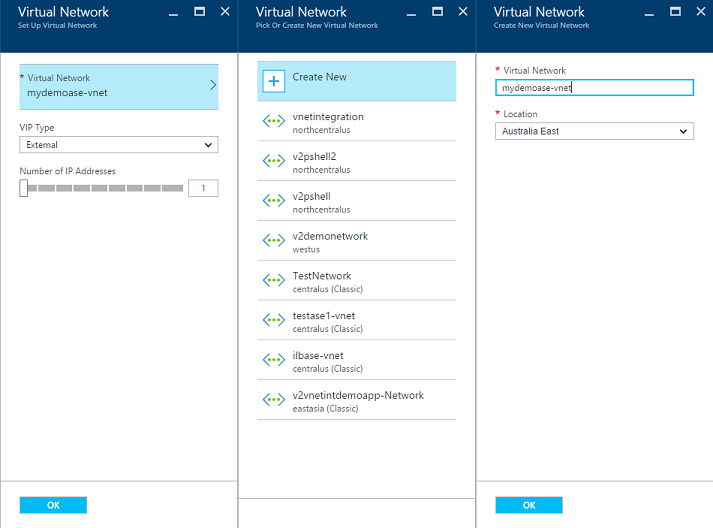 Virtual Network
Set Up Virtual Network
* Virtual Network
mydemoase-vnet
VIP Type
External
Number of IP Addresses
1
OK
Virtual Network
Pick Or Create New Virtual Network
Create New
vnetintegration
northcentralus
v2pshell2
northcentralus
v2pshell
northcentralus
v2demonetwork
westus
TestNetwork
centralus (Classic)
testase1-vnet
centralus (Classic)
ilbase-vnet
centralus (Classic)
v2vnetintdemoapp-Network
eastasia (Classic)
Virtual Network
Create New Virtual Network
* Virtual Network
mydemoase-vnet
* Location
Australia East
OK